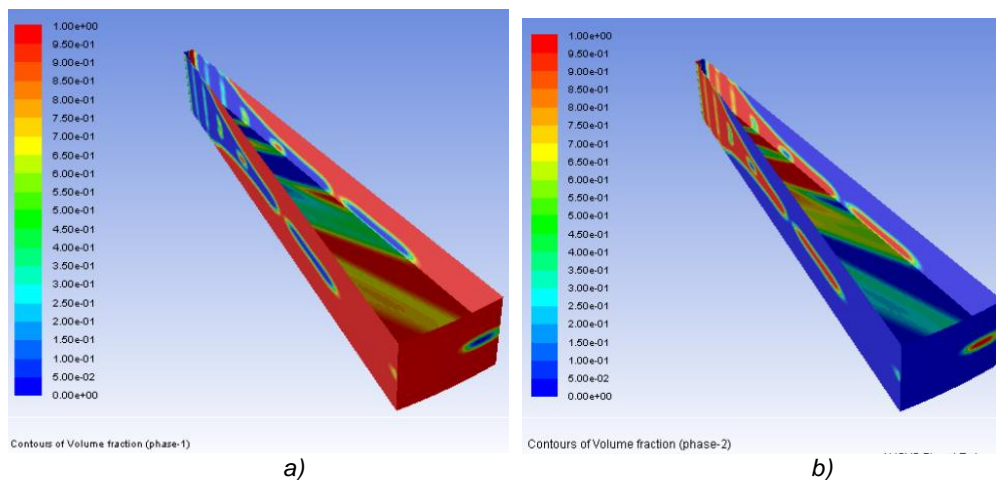 1.00e+00
9.50e-01
9.00e-01
8.50e-01
8.00e-01
7.50e-01
7.00e-01
6.50e-01
6.00e-01
5.50e-01
5.00e-01
4.50e-01
4.00e-01
3.50e-01
3.00e-01
2.50e-01
2.00e-01
1.50e-01
1.00e-01
5.00e-02
0.00e+00
Contours of Volume fraction (phase-1)
a)
1.00e+00
9.50e-01
9.00e-01
8.50e-01
8.00e-01
7.50e-01
7.00e-01
6.50e-01
6.00e-01
5.50e-01
5.00e-01
4.50e-01
4.00e-01
3.50e-01
3.00e-01
2.50e-01
2.00e-01
1.50e-01
1.00e-01
5.00e-02
0.00e+00
Contours of Volume fraction (phase-2)
b)